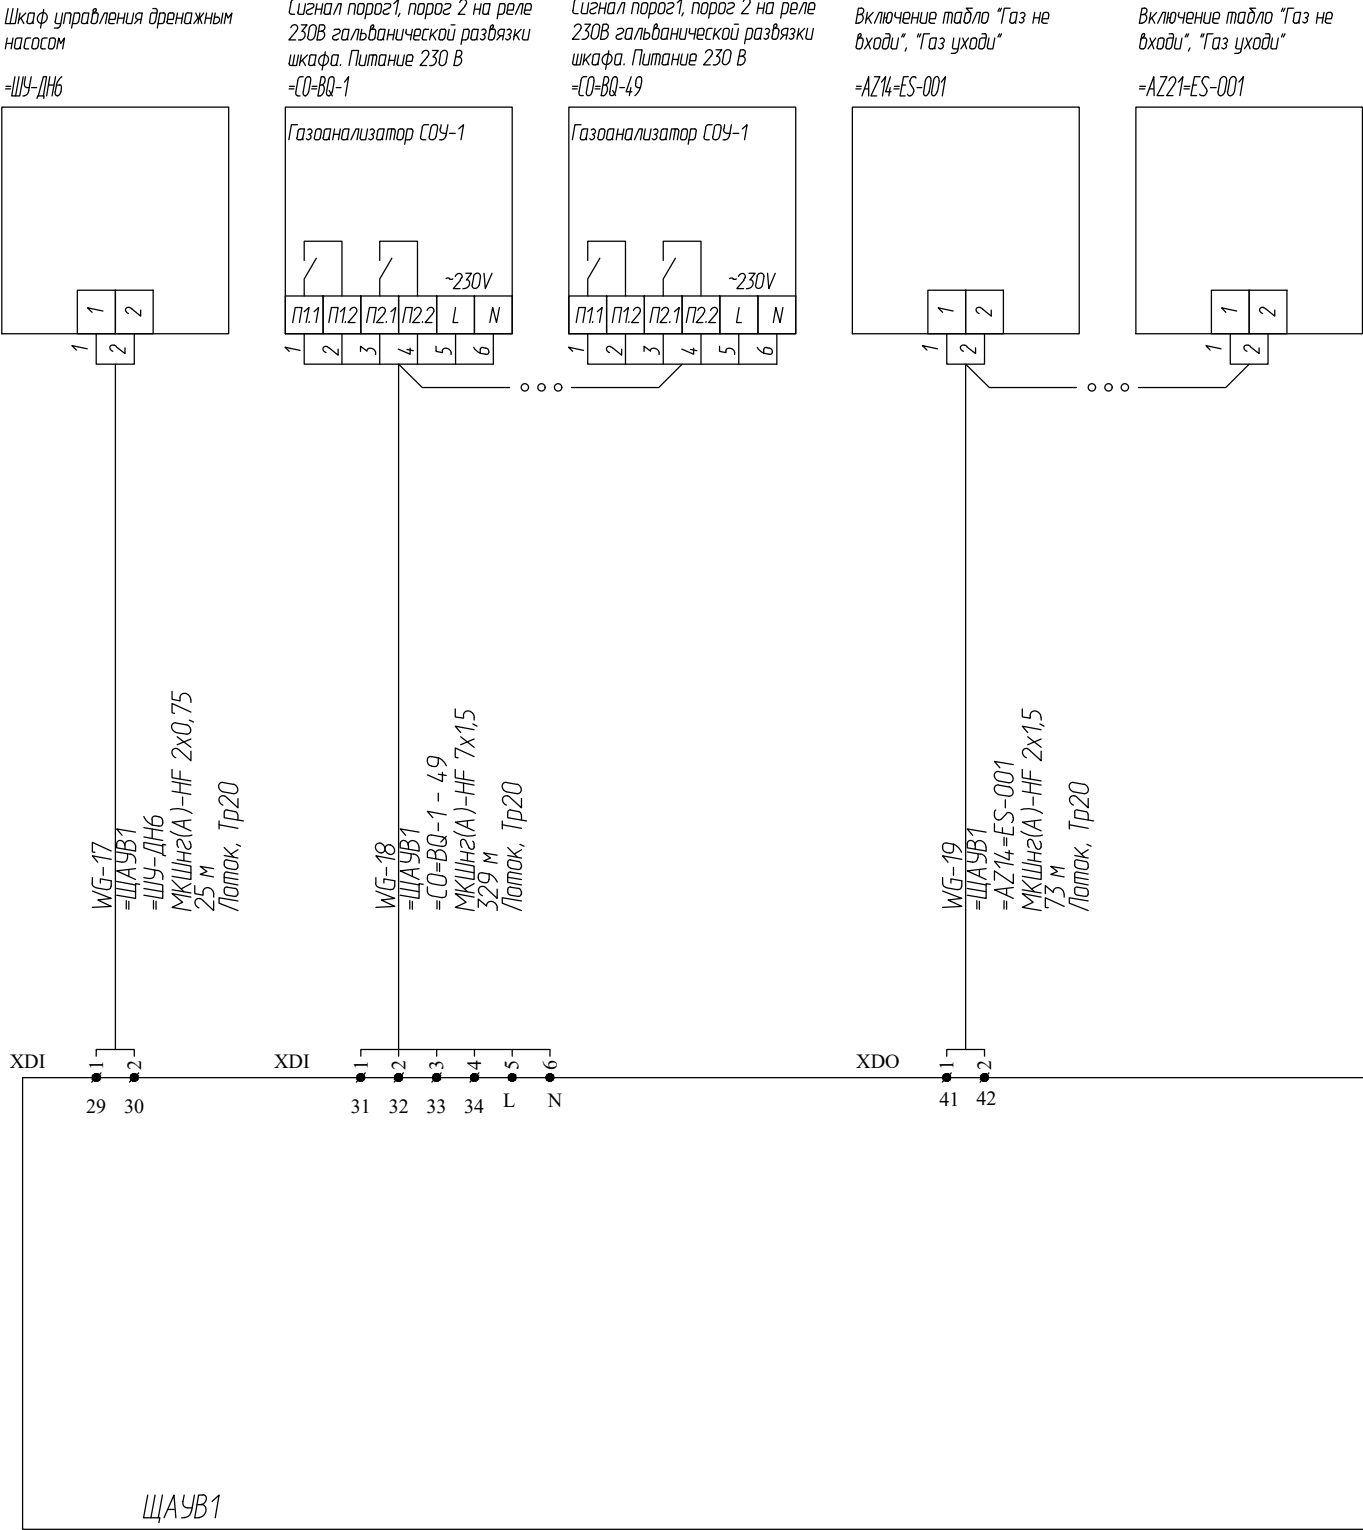 Шкаф управления дренажным
насосом
=ШУ-ДН6
Сигнал порог1, порог 2 на реле
230В гальванической развязки
шкафа. Питание 230 В
=CO=BQ-1
Сигнал порог1, порог 2 на реле
230В гальванической развязки
шкафа. Питание 230 В
=CO=BQ-49
Включение табло "Газ не
входи", "Газ уходи"
=AZ14=ES-001
Включение табло "Газ не
входи", "Газ уходи"
=AZ21=ES-001
Газоанализатор СОУ-1
Газоанализатор СОУ-1
~230V
~230V
1 2
П1.1 П1.2 П2.1 П2.2 L N
П1.1 П1.2 П2.1 П2.2 L N
1 2
1 2
1 2
1 2 3 4 5 6
1 2 3 4 5 6
1 2
1 2
WG-17
=ЩАУВ1
=ШУ-ДН6
МКШнг(А)-HF 2х0,75
25 м
Лоток, Тр20
WG-18
=ЩАУВ1
=CO=BQ-1 - 49
МКШнг(А)-HF 7х1,5
329 м
Лоток, Тр20
WG-19
=ЩАУВ1
=AZ14=ES-001
МКШнг(А)-HF 2х1,5
73 м
Лоток, Тр20
XDI
1 2
29 30
XDI
1 2 3 4 5 6
31 32 33 34 L N
XDO
1 2
41 42
ЩАУВ1